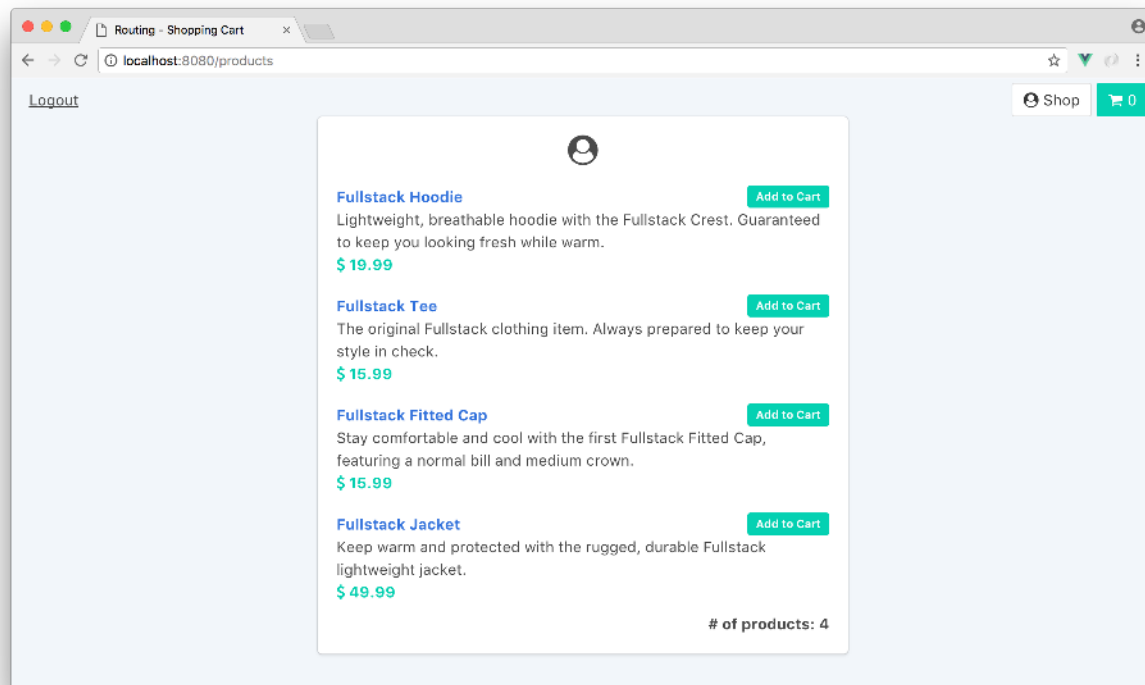 Routing - Shopping Cart
localhost:8080/products
Logout
Shop
0
Fullstack Hoodie
Add to Cart
Lightweight, breathable hoodie with the Fullstack Crest. Guaranteed
to keep you looking fresh while warm.
$ 19.99
Fullstack Tee
Add to Cart
The original Fullstack clothing item. Always prepared to keep your
style in check.
$ 15.99
Fullstack Fitted Cap
Add to Cart
Stay comfortable and cool with the first Fullstack Fitted Cap,
featuring a normal bill and medium crown.
$ 15.99
Fullstack Jacket
Add to Cart
Keep warm and protected with the rugged, durable Fullstack
lightweight jacket.
$ 49.99
# of products: 4